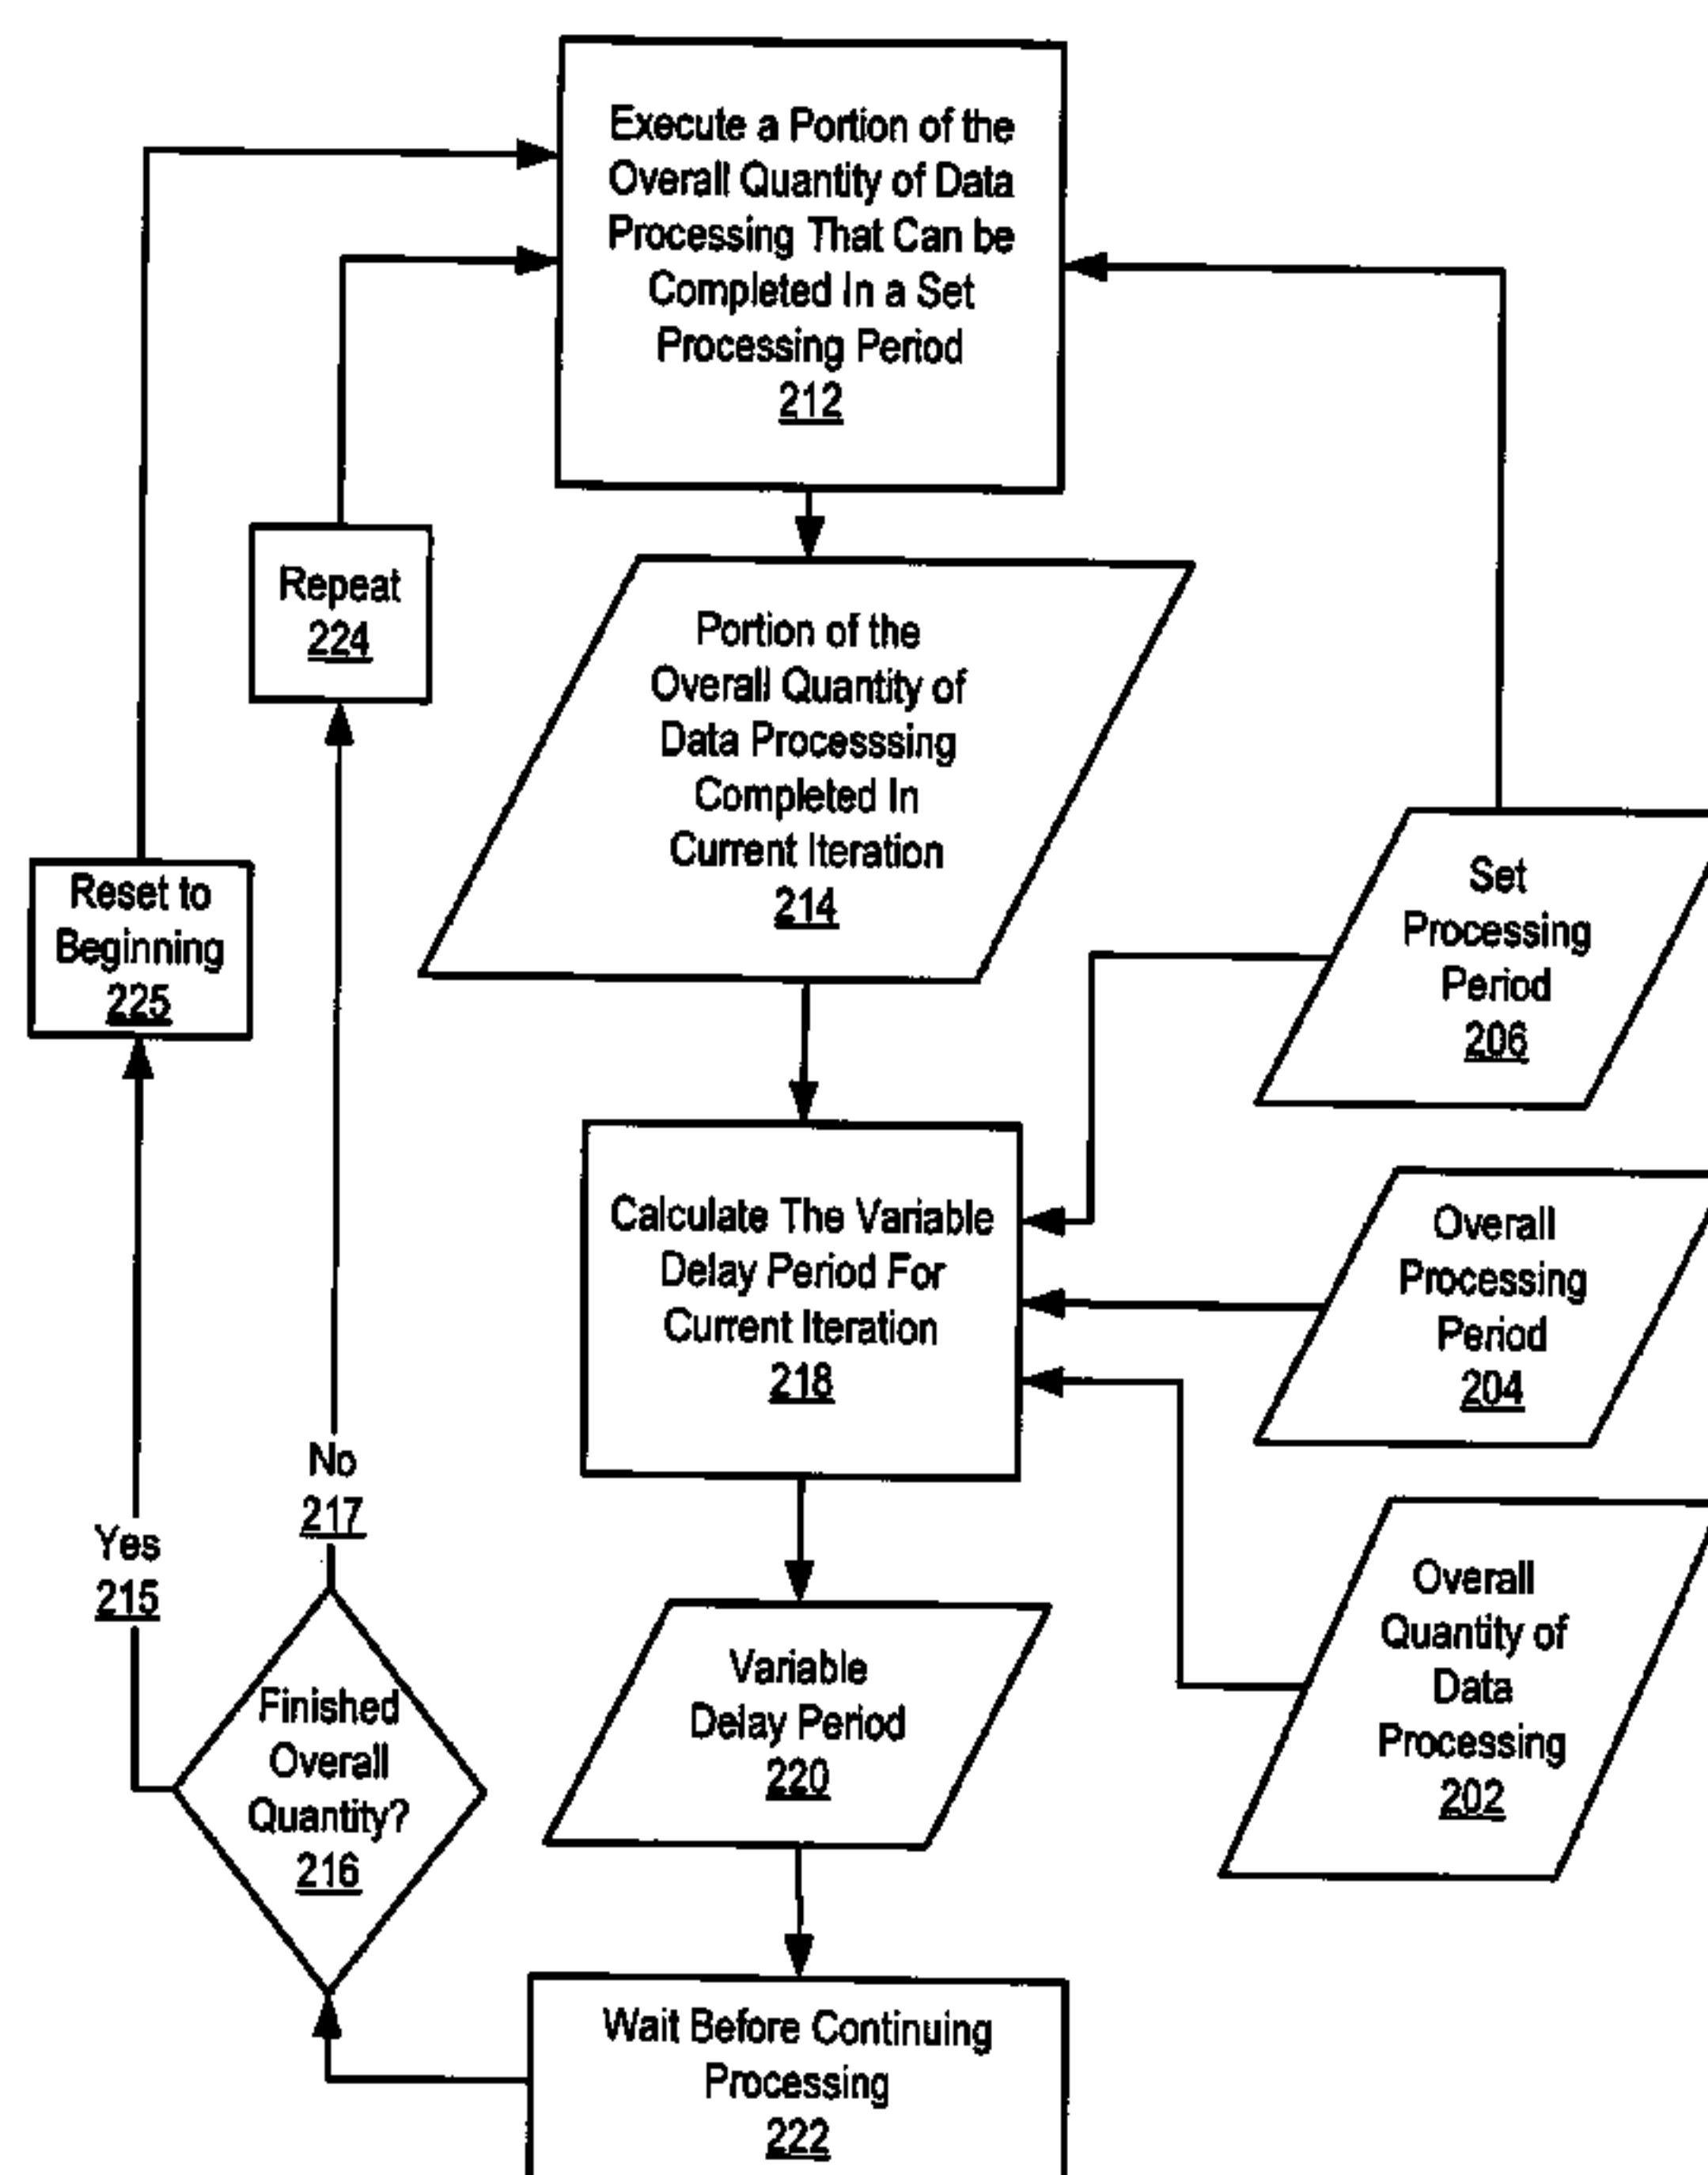 Execute a Portion of the
Overall Quantity of Data
Processing That Can be
Completed In a Set
Processing Period
212
Repeat
224
Portion of the
Overall Quantity of
Data Processsing
Completed In
Current Iteration
214
Reset to
Beginning
225
Set
Processing
Period
206
Calculate The Variable
Delay Period For
Current Iteration
218
Overall
Processing
Period
204
No
217
Yes
215
Overall
Quantity of
Data
Processing
202
Variable
Delay Period
220
Finished
Overall
Quantity?
216
Wait Before Continuing
Processing
222